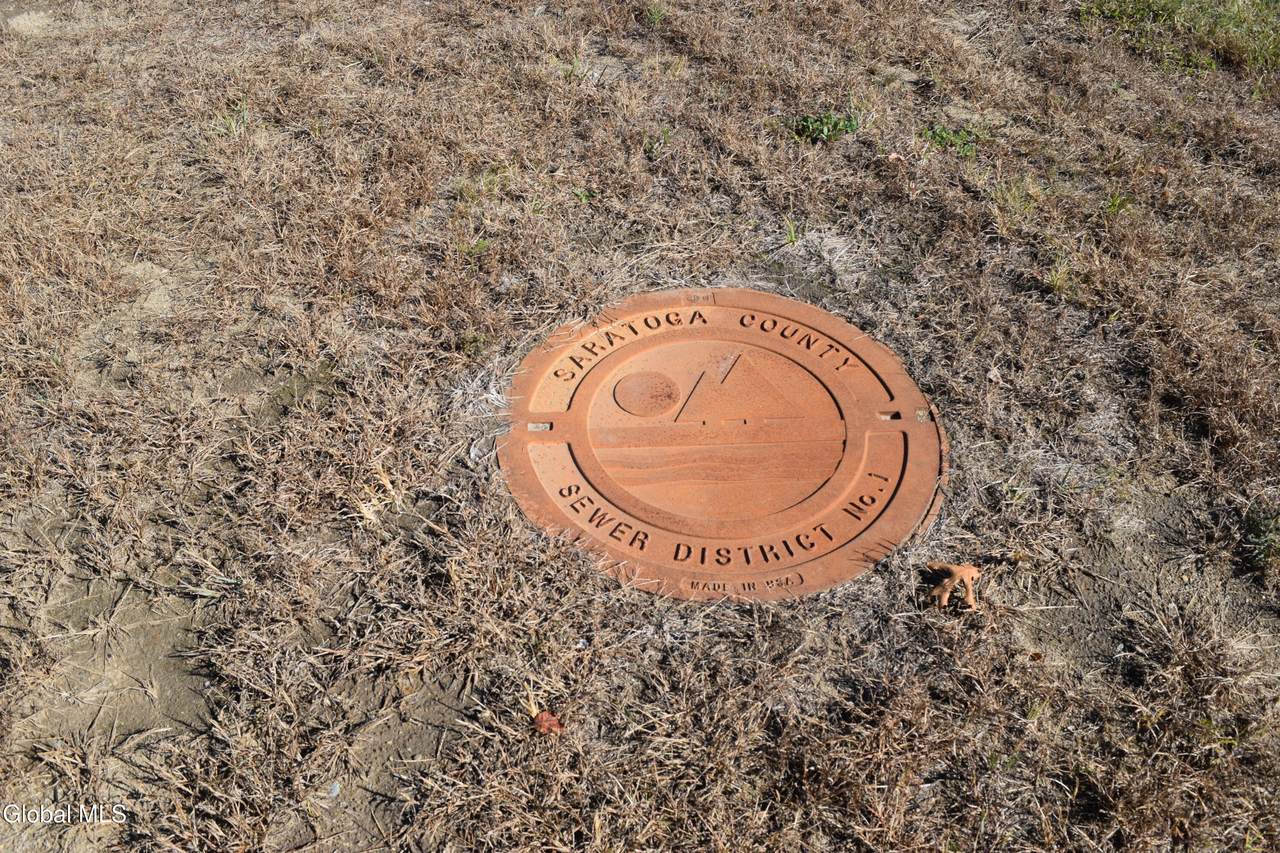 SARATOGA COUNTY
SEWER DISTRICT No. 1
MADE IN USA
Global MLS